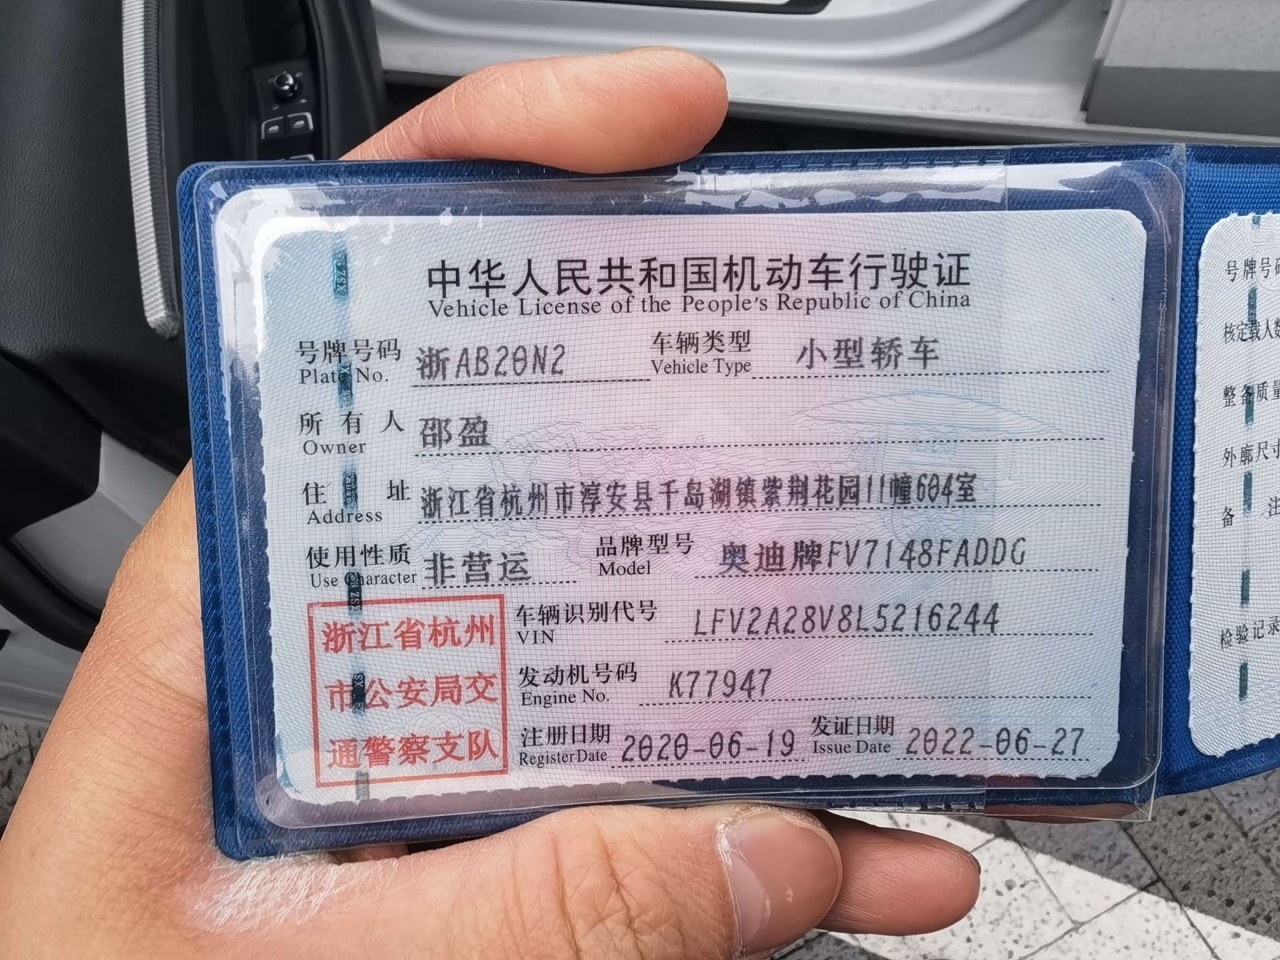 中华人民共和国机动车行驶证
Vehicle License of the People's Republic of China
号牌号码 浙AB20N2 车辆类型 小型轿车
Plate No. Vehicle Type
所有人 邵盈
Owner
住址 浙江省杭州市淳安县千岛湖镇紫荆花园11幢604室
Address
使用性质 非营运 品牌型号 奥迪牌FV7148FADDG
Use Character Model
浙江省杭州
市公安局交
通警察支队
车辆识别代号 LFV2A28V8L5216244
VIN
发动机号码 K77947
Engine No.
注册日期 2020-06-19 发证日期 2022-06-27
Register Date Issue Date
号牌号码
核定载人数
整备质量
外廓尺寸
备 注
检验记录